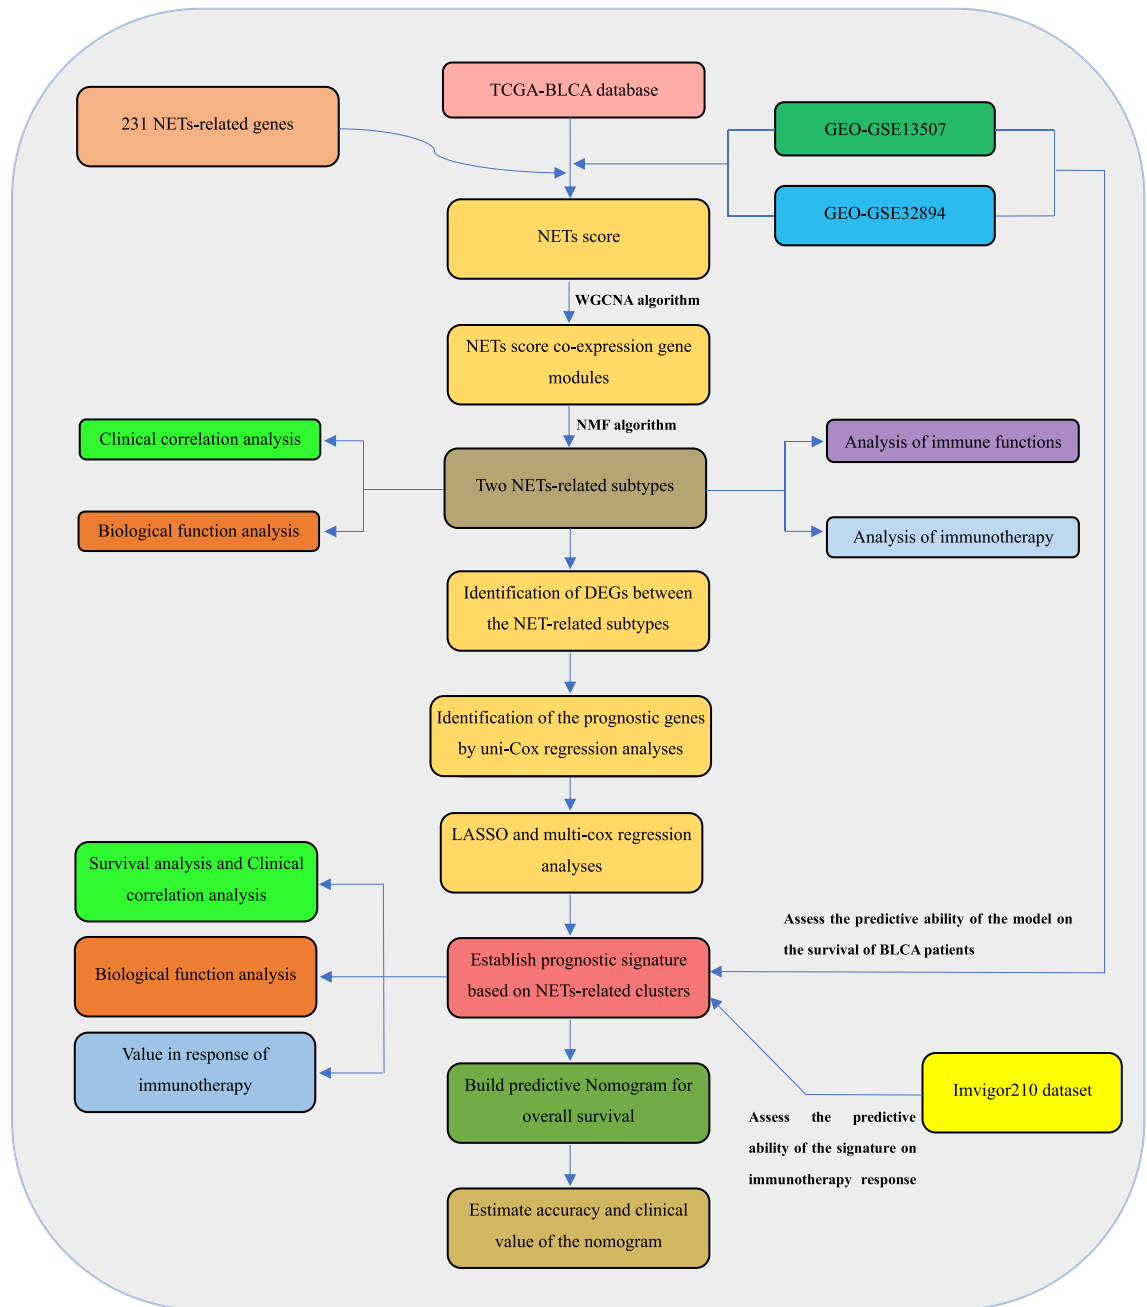 TCGA-BLCA database
231 NETs-related genes
GEO-GSE13507
GEO-GSE32894
NETs score
WGCNA algorithm
NETs score co-expression gene
modules
NMF algorithm
Clinical correlation analysis
Analysis of immune functions
Two NETs-related subtypes
Biological function analysis
Analysis of immunotherapy
Identification of DEGs between
the NET-related subtypes
Identification of the prognostic genes
by uni-Cox regression analyses
LASSO and multi-cox regression
analyses
Survival analysis and Clinical
correlation analysis
Assess the predictive ability of the model on
the survival of BLCA patients
Establish prognostic signature
based on NETs-related clusters
Biological function analysis
Value in response of
immunotherapy
Build predictive Nomogram for
overall survival
Imvigor210 dataset
Assess the predictive
ability of the signature on
immunotherapy response
Estimate accuracy and clinical
value of the nomogram